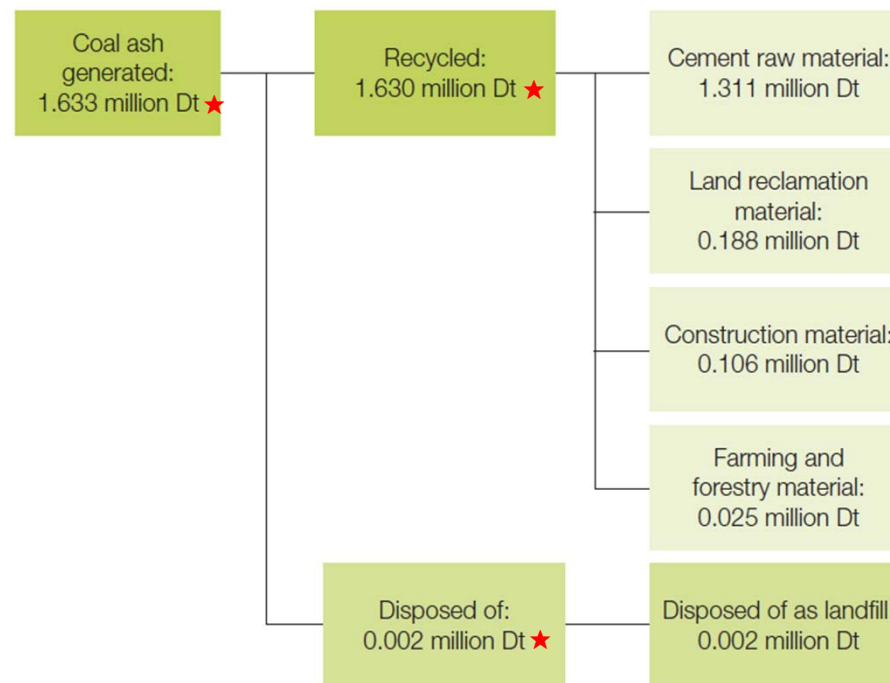 Coal ash
generated:
1.633 million Dt ★
Recycled:
1.630 million Dt ★
Cement raw material:
1.311 million Dt
Land reclamation
material:
0.188 million Dt
Construction material:
0.106 million Dt
Farming and
forestry material:
0.025 million Dt
Disposed of:
0.002 million Dt ★
Disposed of as landfill
0.002 million Dt